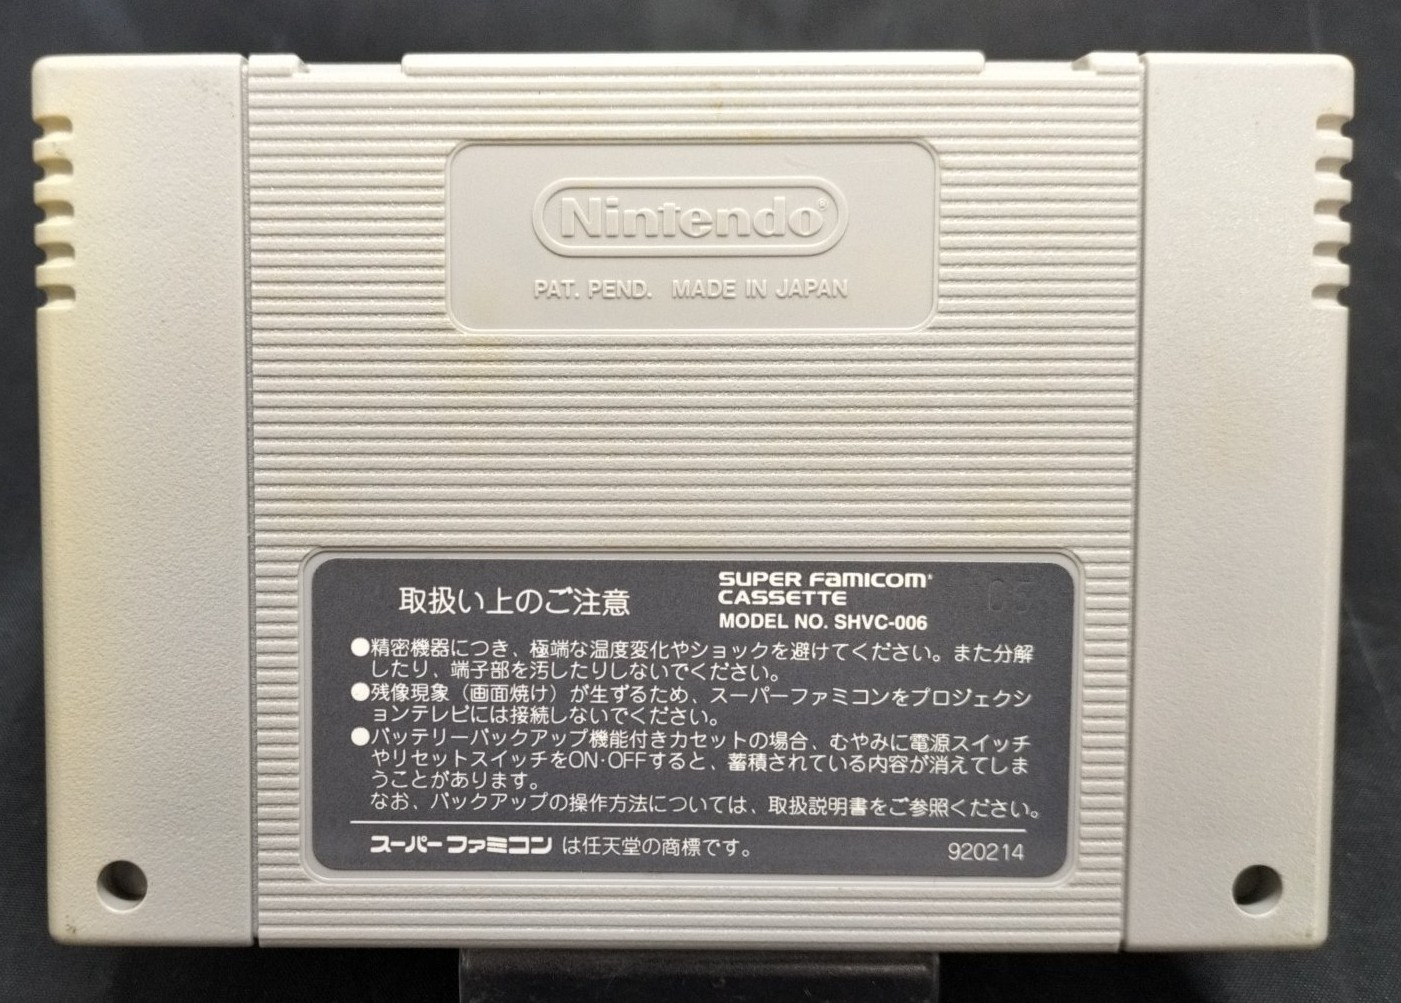 Nintendo®
PAT. PEND. MADE IN JAPAN
取扱い上のご注意
SUPER FAMICOM
CASSETTE
MODEL NO. SHVC-006
05
●精密機器につき、極端な温度変化やショックを避けてください。また分解
したり、端子部を汚したりしないでください。
●残像現象（画面焼け）が生ずるため、スーパーファミコンをプロジェクシ
ョンテレビには接続しないでください。
●バッテリーバックアップ機能付きカセットの場合、むやみに電源スイッチ
やリセットスイッチをON・OFFすると、蓄積されている内容が消えてしま
うことがあります。
なお、バックアップの操作方法については、取扱説明書をご参照ください。
スーパーファミコン は任天堂の商標です。
920214